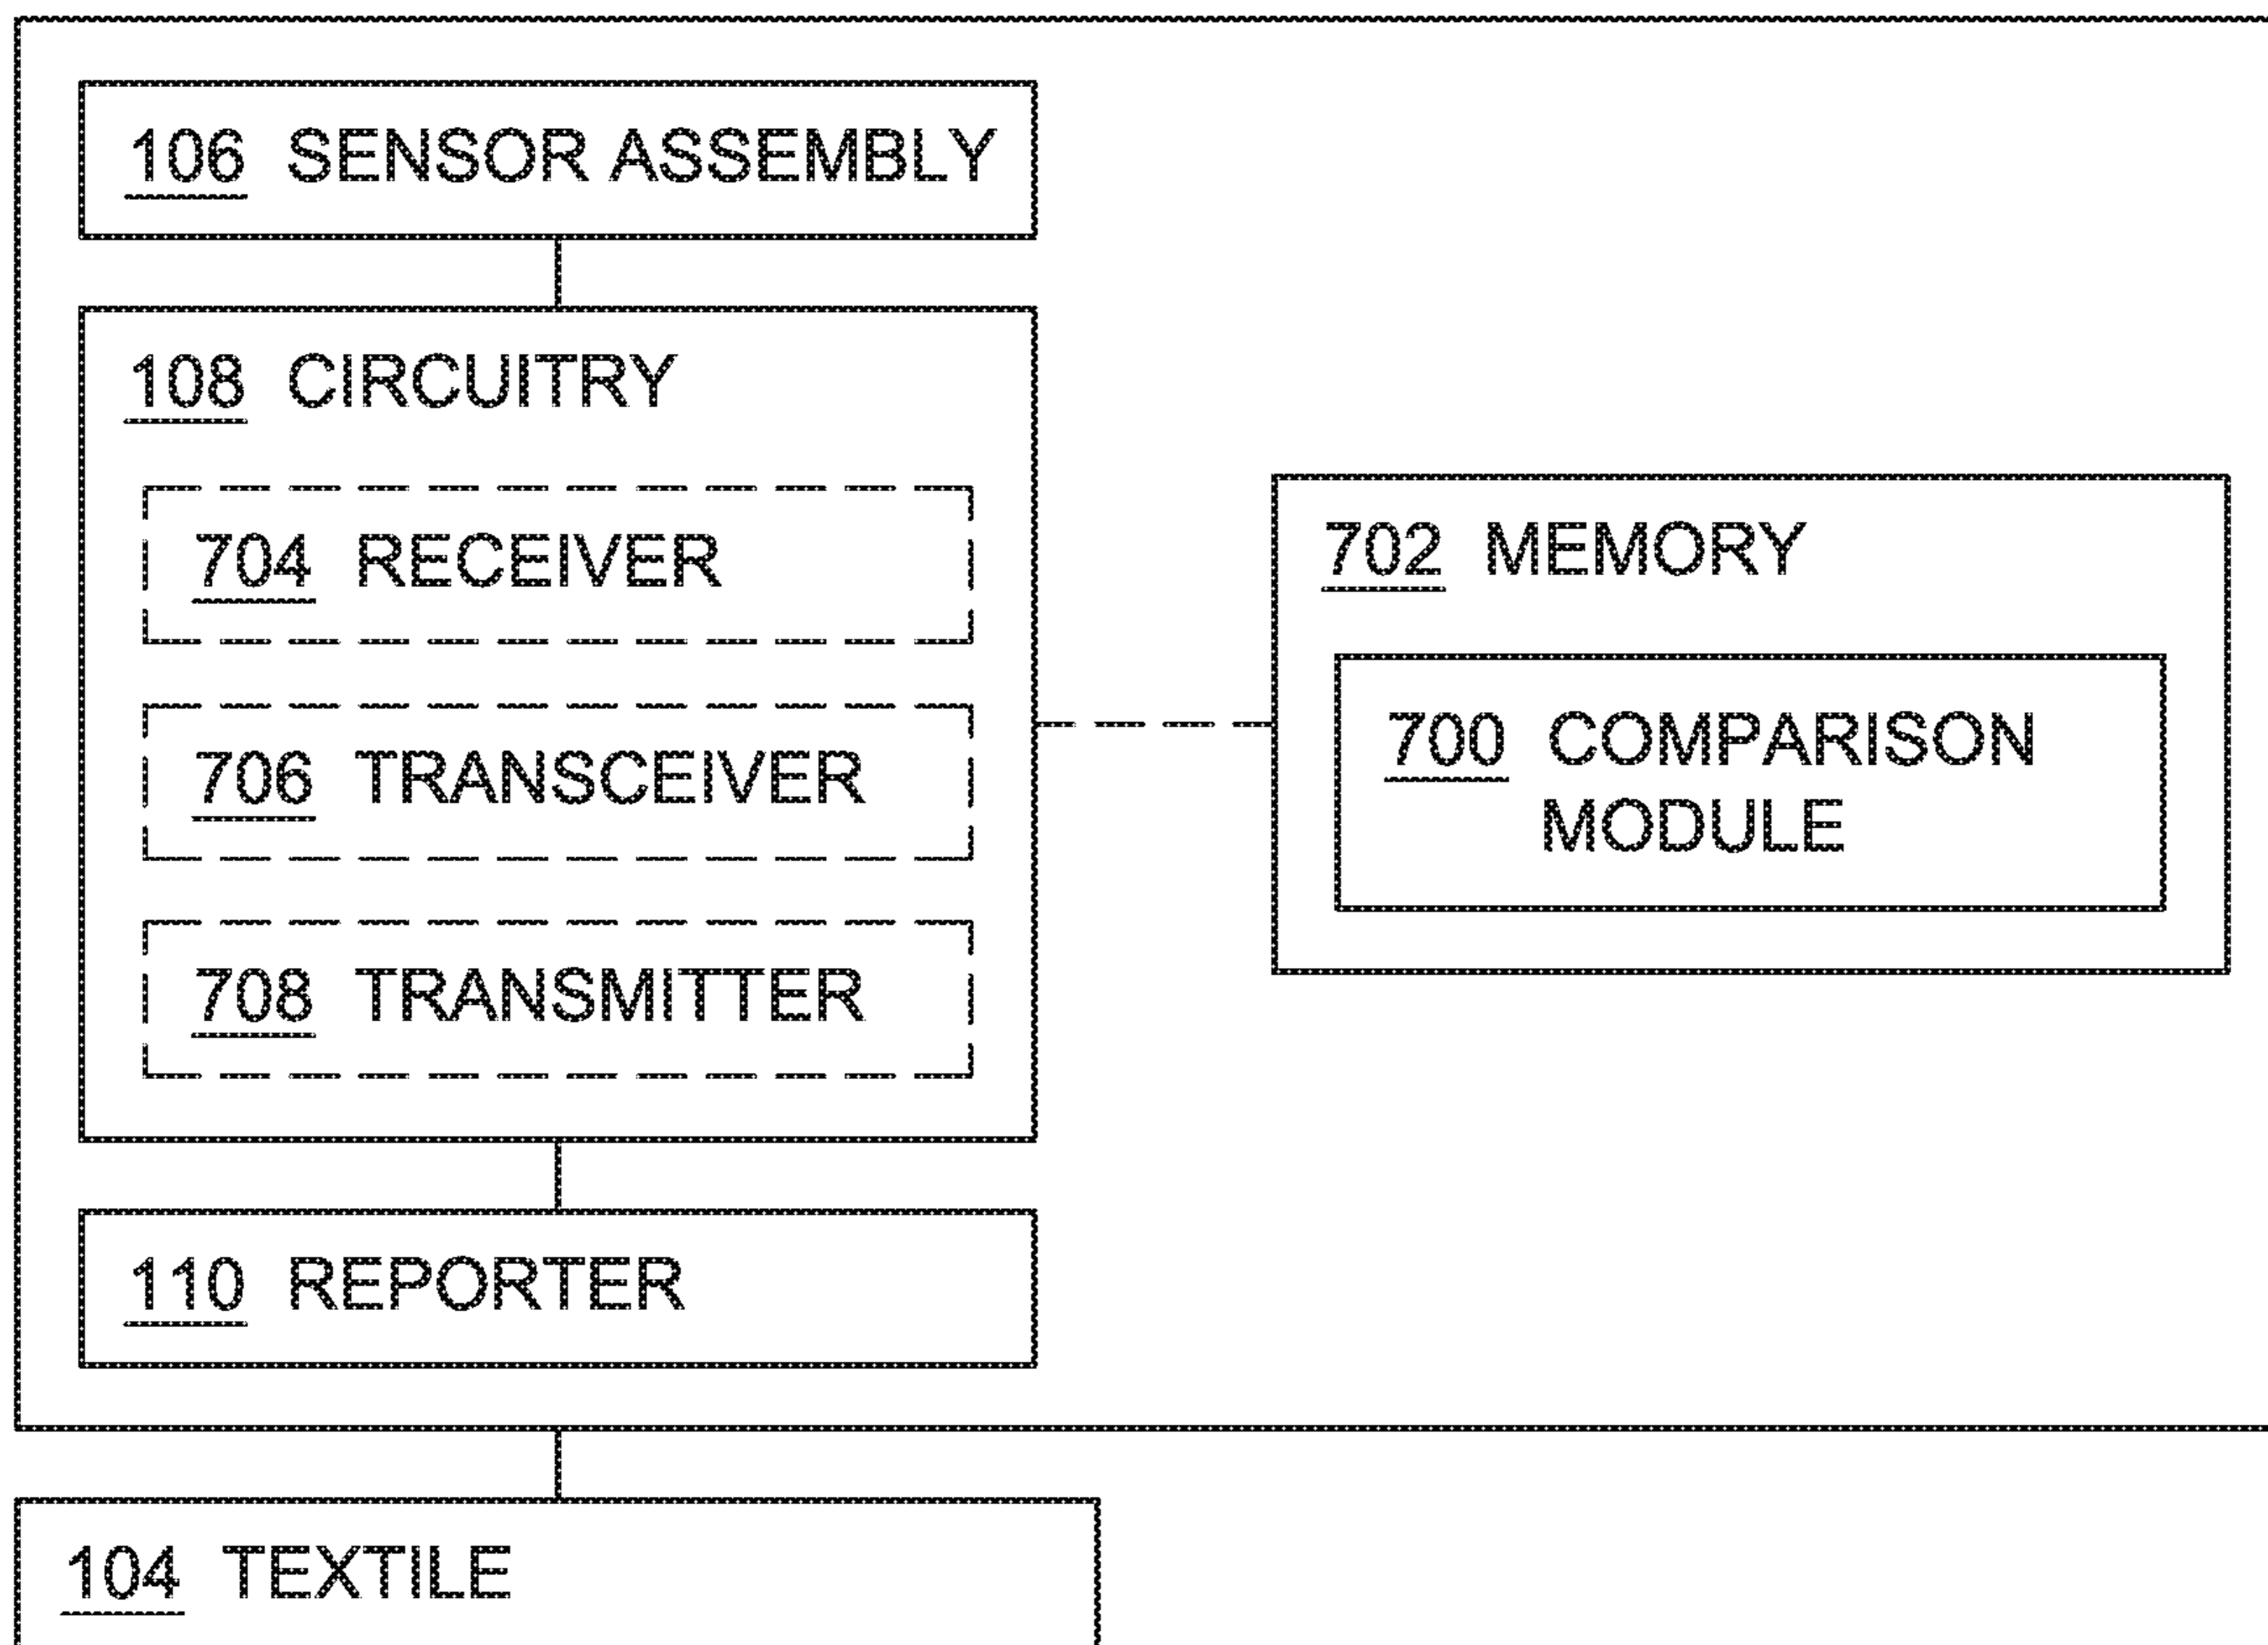 106 SENSOR ASSEMBLY
108 CIRCUITRY
704 RECEIVER
706 TRANSCEIVER
708 TRANSMITTER
702 MEMORY
700 COMPARISON
MODULE
110 REPORTER
104 TEXTILE